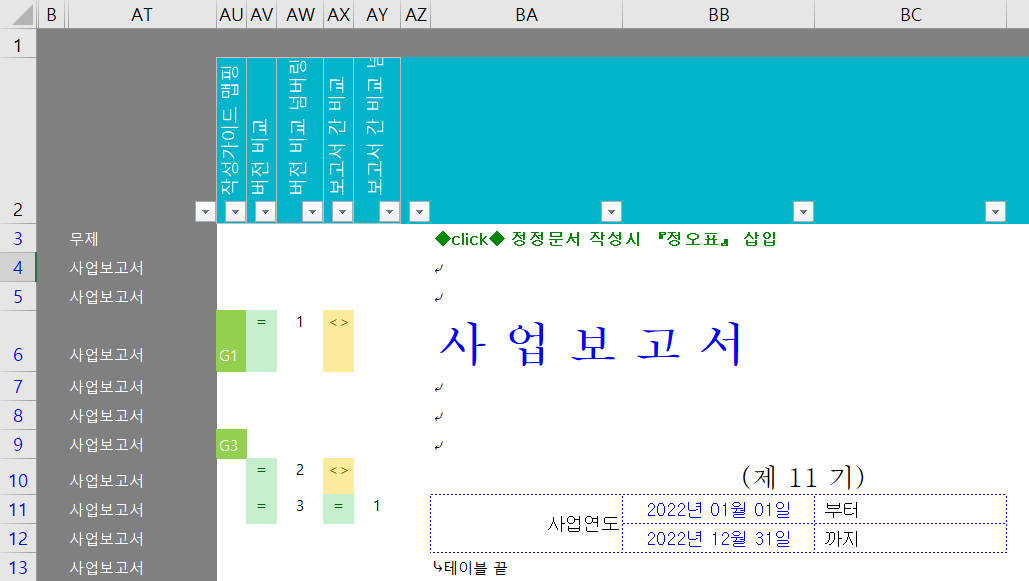 B AT AU AV AW AX AY AZ BA BB BC
1
2 작성가이드 맵핑 버전 비교 버전 비교 넘버링 보고서 간 비교 보고서 간 비교
3 무제 ◆click◆ 정정문서 작성시 『정오표』 삽입
4 사업보고서 ↲
5 사업보고서 ↲
6 사업보고서 G1 = 1 <> 사 업 보 고 서
7 사업보고서 ↲
8 사업보고서 ↲
9 사업보고서 G3 ↲
10 사업보고서 = 2 <> (제 11 기)
11 사업보고서 = 3 = 1 사업연도 2022년 01월 01일 부터
12 사업보고서 2022년 12월 31일 까지
13 사업보고서 ↳테이블 끝